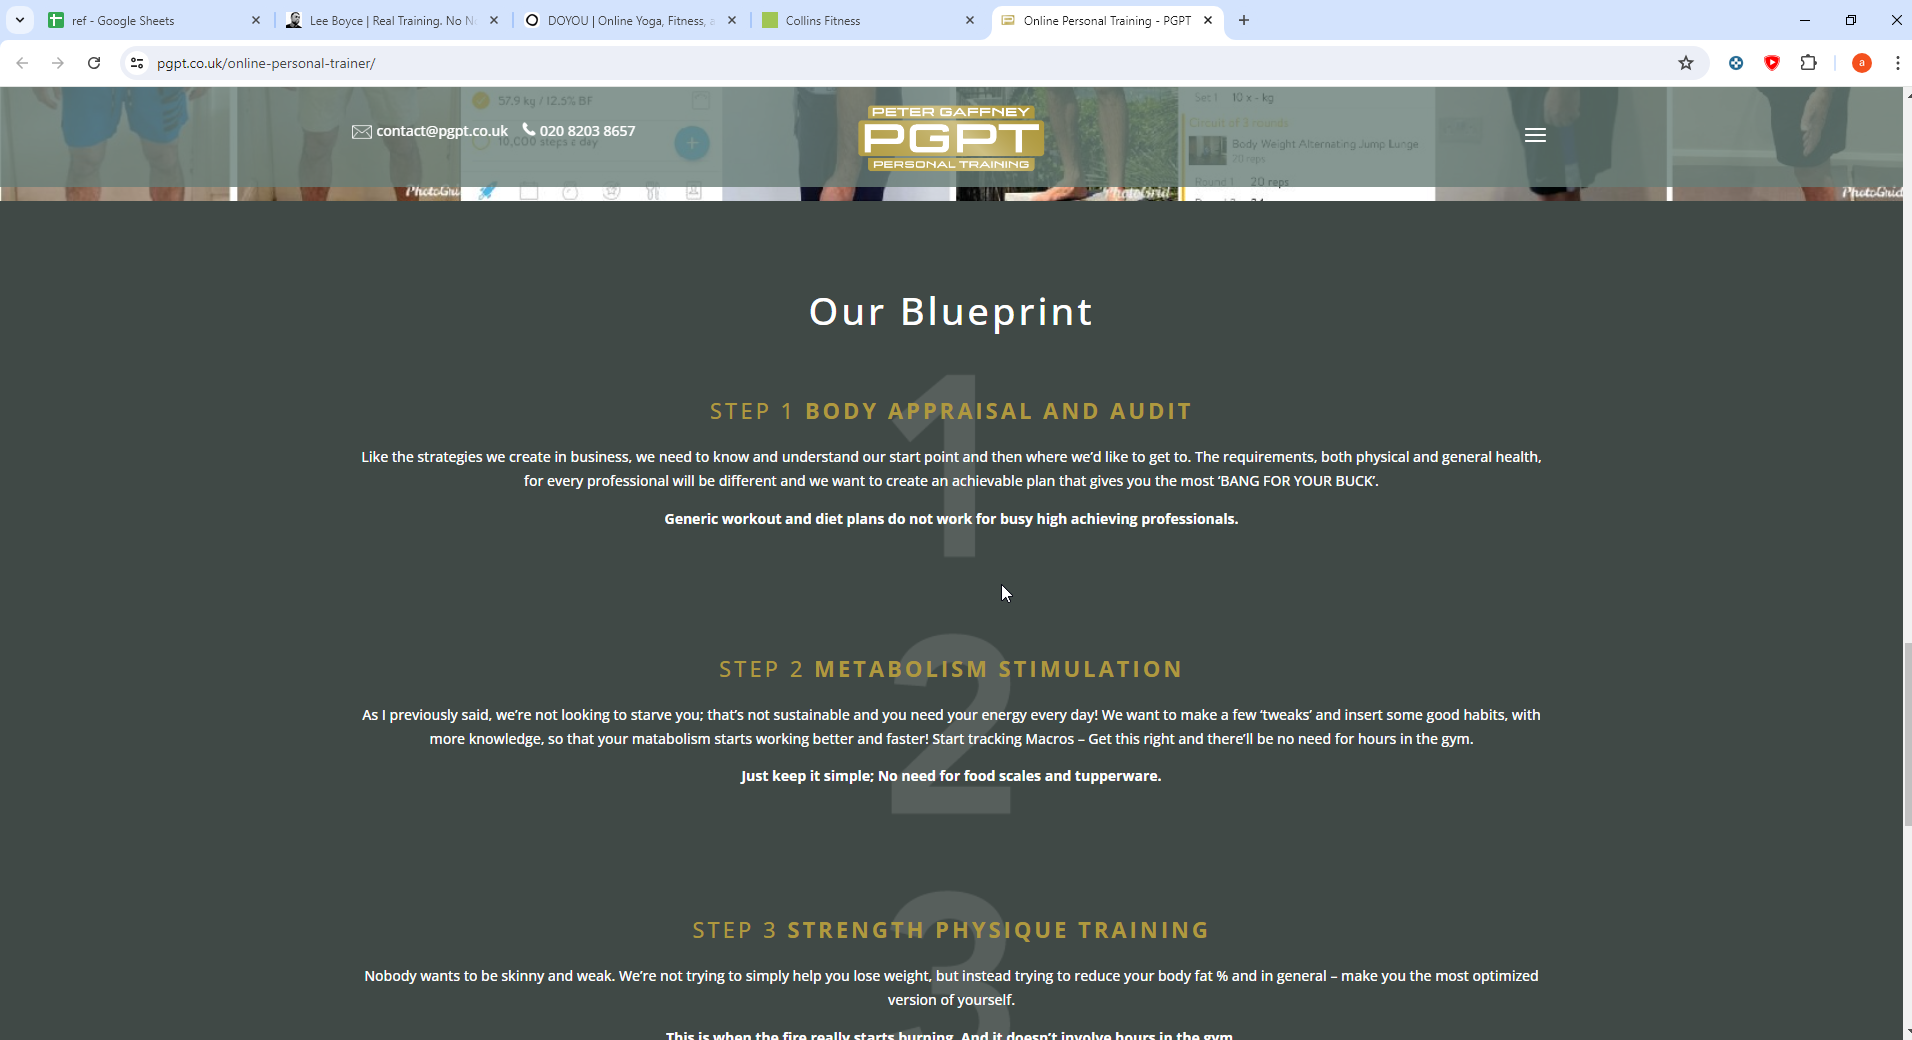 ref - Google Sheets
Lee Boyce | Real Training. No N
DOYOU | Online Yoga, Fitness, a
Collins Fitness
Online Personal Training - PGPT
pgpt.co.uk/online-personal-trainer/
a
57.9 kg / 12.5% BF
Set 1 10 x - kg
contact@pgpt.co.uk 020 8203 8657
PETER GAFFNEY
PGPT
PERSONAL TRAINING
Circuit of 3 rounds
10,000 steps a day
Body Weight Alternating Jump Lunge
20 reps
Round 1 20 reps
PhotoGri
PhotoGrid
PhotoGrid
Our Blueprint
1
STEP 1 BODY APPRAISAL AND AUDIT
Like the strategies we create in business, we need to know and understand our start point and then where we’d like to get to. The requirements, both physical and general health,
for every professional will be different and we want to create an achievable plan that gives you the most ‘BANG FOR YOUR BUCK’.
Generic workout and diet plans do not work for busy high achieving professionals.
2
STEP 2 METABOLISM STIMULATION
As I previously said, we’re not looking to starve you; that’s not sustainable and you need your energy every day! We want to make a few ‘tweaks’ and insert some good habits, with
more knowledge, so that your matabolism starts working better and faster! Start tracking Macros – Get this right and there’ll be no need for hours in the gym.
Just keep it simple; No need for food scales and tupperware.
3
STEP 3 STRENGTH PHYSIQUE TRAINING
Nobody wants to be skinny and weak. We’re not trying to simply help you lose weight, but instead trying to reduce your body fat % and in general – make you the most optimized
version of yourself.
This is when the fire really starts burning. And it doesn’t involve hours in the gym.